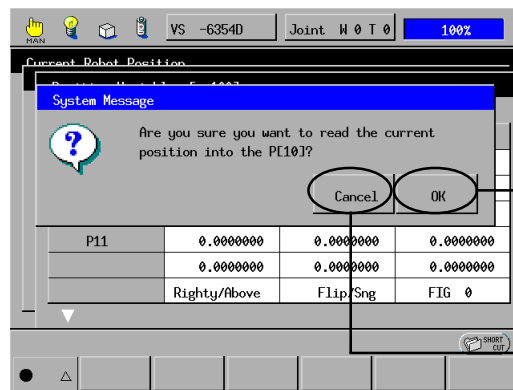 MAN
VS -6354D
Joint W 0 T 0
100%
Current Robot Position
System Message
Are you sure you want to read the current
position into the P[10]?
Cancel
OK
P11
0.0000000
0.0000000
0.0000000
0.0000000
0.0000000
0.0000000
Righty/Above
Flip/Sng
FIG 0
SHORT
CUT